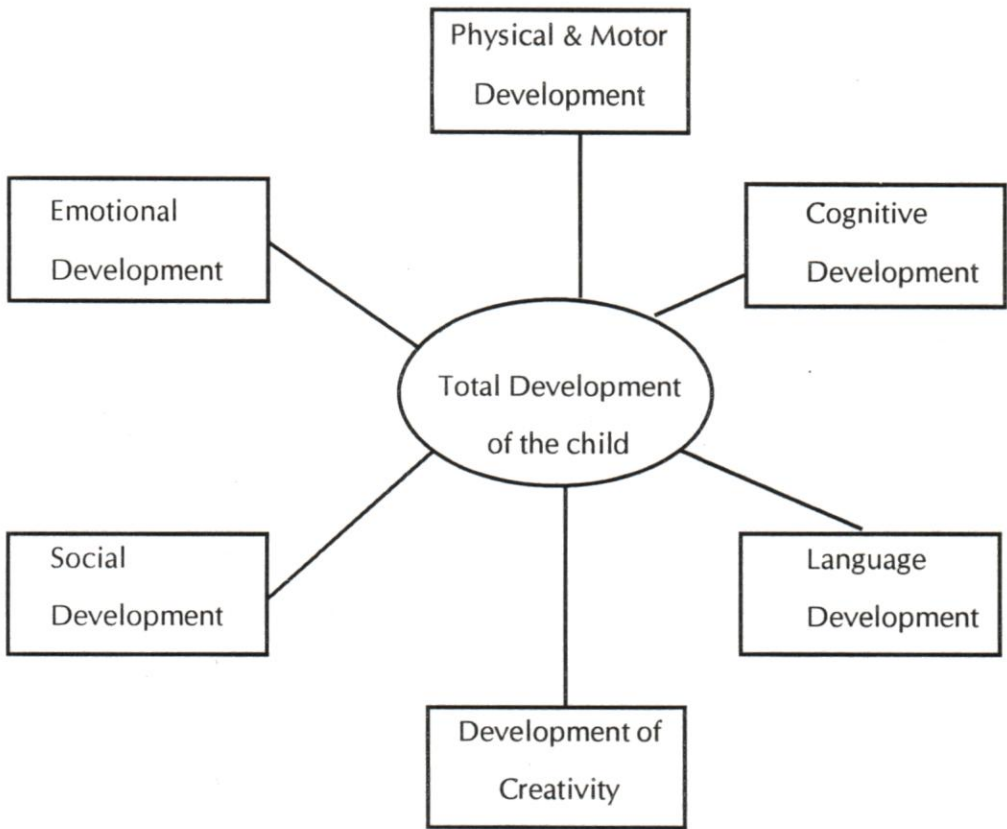 Physical & Motor
Development
Emotional
Development
Cognitive
Development
Total Development
of the child
Social
Development
Language
Development
Development of
Creativity